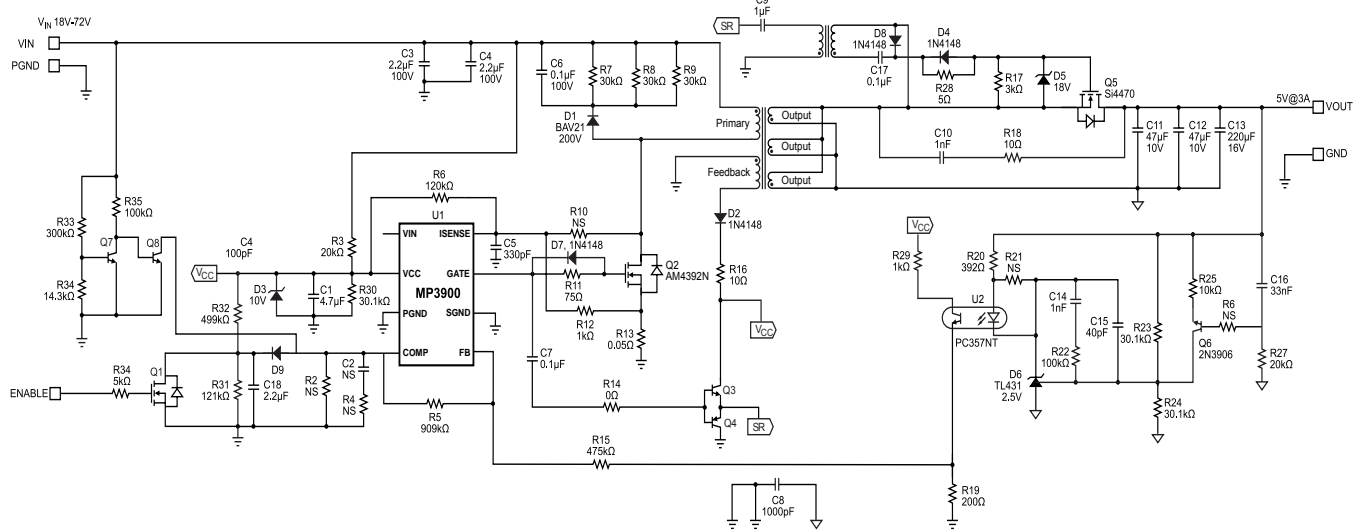 VIN 18V-72V
VIN
PGND
C3
2.2µF
100V
C4
2.2µF
100V
C6
0.1µF
100V
R7
30kΩ
R8
30kΩ
R9
30kΩ
D1
BAV21
200V
SR
C9
1µF
D8
1N4148
D4
1N4148
C17
0.1µF
R28
5Ω
R17
3kΩ
D5
18V
Q5
Si4470
5V@3A
VOUT
GND
Primary
Feedback
Output
Output
Output
C10
1nF
R18
10Ω
C11
47µF
10V
C12
47µF
10V
C13
220µF
16V
R33
300kΩ
R35
100kΩ
Q7
Q8
R34
14.3kΩ
C4
100pF
VCC
R3
20kΩ
R6
120kΩ
U1
VIN
ISENSE
VCC
GATE
MP3900
PGND
SGND
COMP
FB
D3
10V
C1
4.7µF
R30
30.1kΩ
R32
499kΩ
C5
330pF
R10
NS
D7, 1N4148
R11
75Ω
R12
1kΩ
Q2
AM4392N
R13
0.05Ω
D2
1N4148
R16
10Ω
VCC
C7
0.1µF
R14
0Ω
Q3
Q4
SR
ENABLE
R34
5kΩ
Q1
R31
121kΩ
C18
2.2µF
D9
R2
NS
C2
NS
R4
NS
R5
909kΩ
R15
475kΩ
C8
1000pF
R19
200Ω
VCC
R29
1kΩ
R20
392Ω
R21
NS
U2
PC357NT
C14
1nF
C15
40pF
R22
100kΩ
D6
TL431
2.5V
R23
30.1kΩ
R24
30.1kΩ
R25
10kΩ
R6
NS
Q6
2N3906
C16
33nF
R27
20kΩ